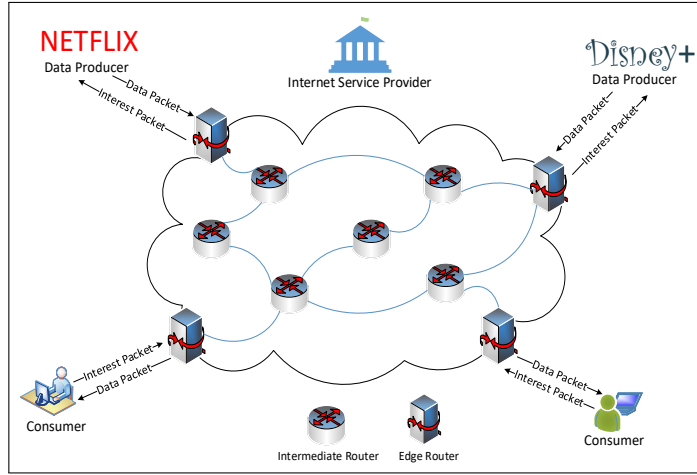 NETFLIX
Data Producer
Data Packet
Interest Packet
Internet Service Provider
Disney+
Data Producer
Data Packet
Interest Packet
Interest Packet
Data Packet
Consumer
Data Packet
Interest Packet
Consumer
Intermediate Router
Edge Router